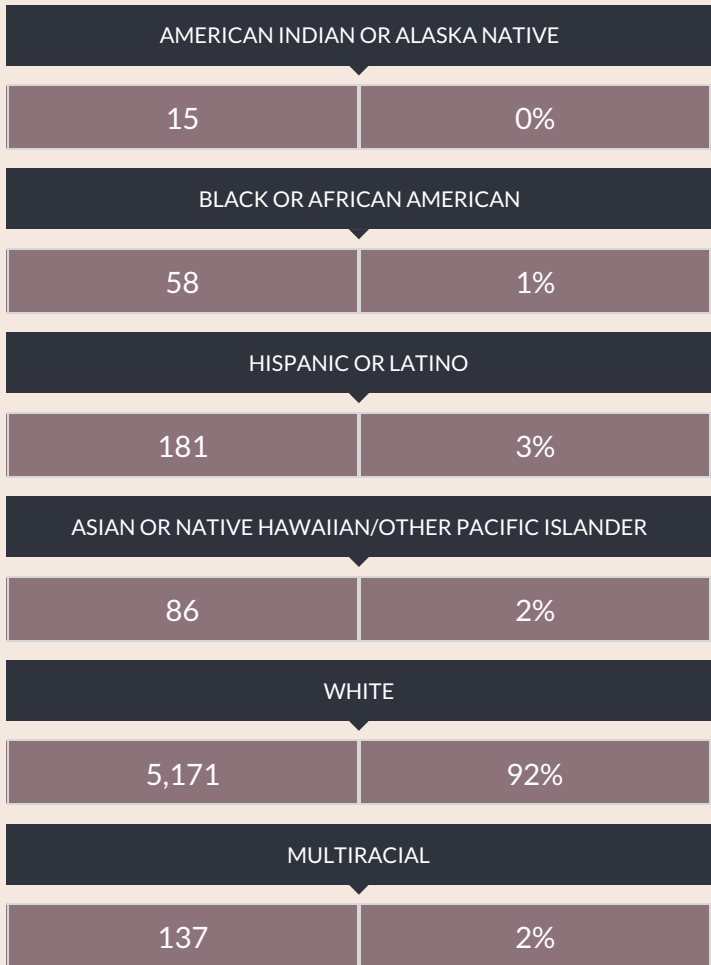 AMERICAN INDIAN OR ALASKA NATIVE
15 0%
BLACK OR AFRICAN AMERICAN
58 1%
HISPANIC OR LATINO
181 3%
ASIAN OR NATIVE HAWAIIAN/OTHER PACIFIC ISLANDER
86 2%
WHITE
5,171 92%
MULTIRACIAL
137 2%